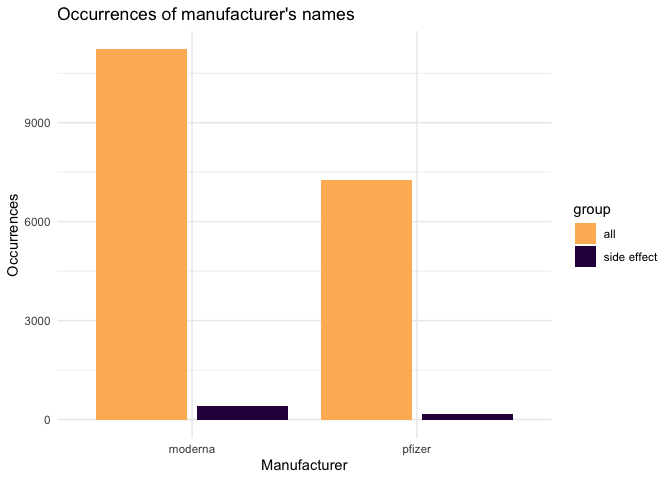 Occurrences of manufacturer's names
Occurrences
9000
6000
3000
0
moderna
pfizer
Manufacturer
group
all
side effect